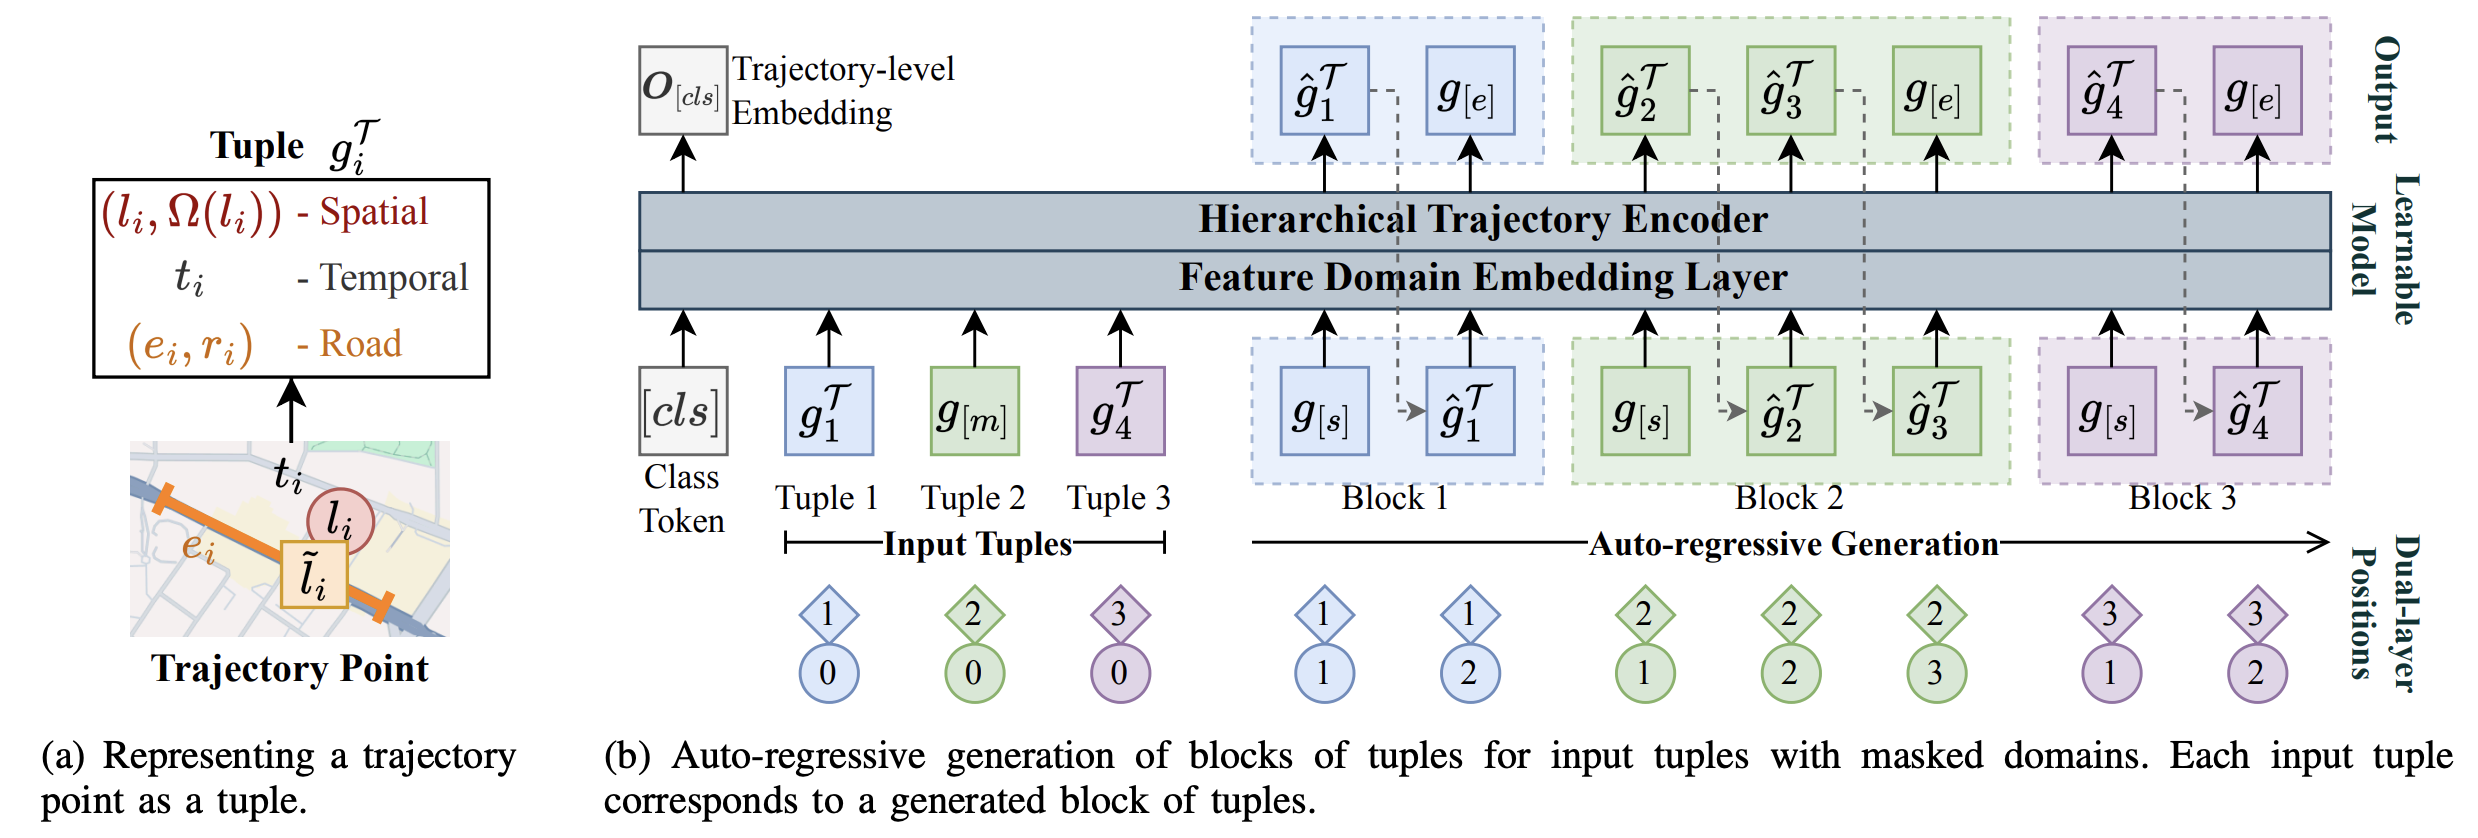 Tuple $g_i^{\mathcal{T}}$
$(l_i, \Omega(l_i))$ - Spatial
$t_i$ - Temporal
$(e_i, r_i)$ - Road
$t_i$
$l_i$
$e_i$
$\tilde{l}_i$
Trajectory Point
(a) Representing a trajectory
point as a tuple.
$O_{[cls]}$
Trajectory-level
Embedding
$\hat{g}_1^{\mathcal{T}}$ $g_{[e]}$ $\hat{g}_2^{\mathcal{T}}$ $\hat{g}_3^{\mathcal{T}}$ $g_{[e]}$ $\hat{g}_4^{\mathcal{T}}$ $g_{[e]}$
Output
Hierarchical Trajectory Encoder
Feature Domain Embedding Layer
Learnable
Model
$[cls]$ $g_1^{\mathcal{T}}$ $g_{[m]}$ $g_4^{\mathcal{T}}$ $g_{[s]}$ $\hat{g}_1^{\mathcal{T}}$ $g_{[s]}$ $\hat{g}_2^{\mathcal{T}}$ $\hat{g}_3^{\mathcal{T}}$ $g_{[s]}$ $\hat{g}_4^{\mathcal{T}}$
Class
Token
Tuple 1 Tuple 2 Tuple 3 Block 1 Block 2 Block 3
Input Tuples Auto-regressive Generation
1 2 3 1 1 2 2 2 3 3
0 0 0 1 2 1 2 3 1 2
Dual-layer
Positions
(b) Auto-regressive generation of blocks of tuples for input tuples with masked domains. Each input tuple
corresponds to a generated block of tuples.